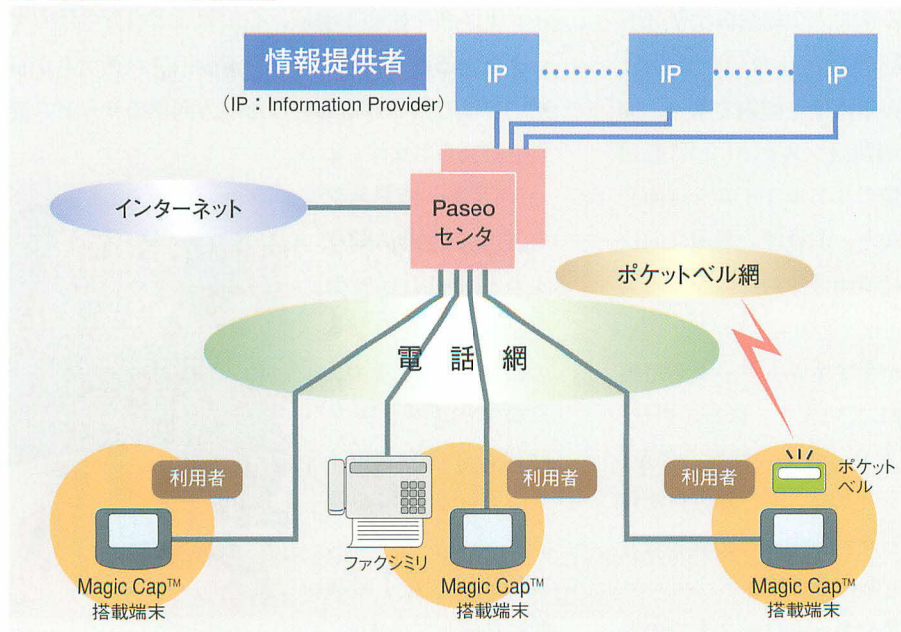 情報提供者
(IP：Information Provider)
IP
IP
IP
インターネット
Paseo
センタ
ポケットベル網
電話網
利用者
利用者
利用者
ポケット
ベル
ファクシミリ
Magic Cap™
搭載端末
Magic Cap™
搭載端末
Magic Cap™
搭載端末